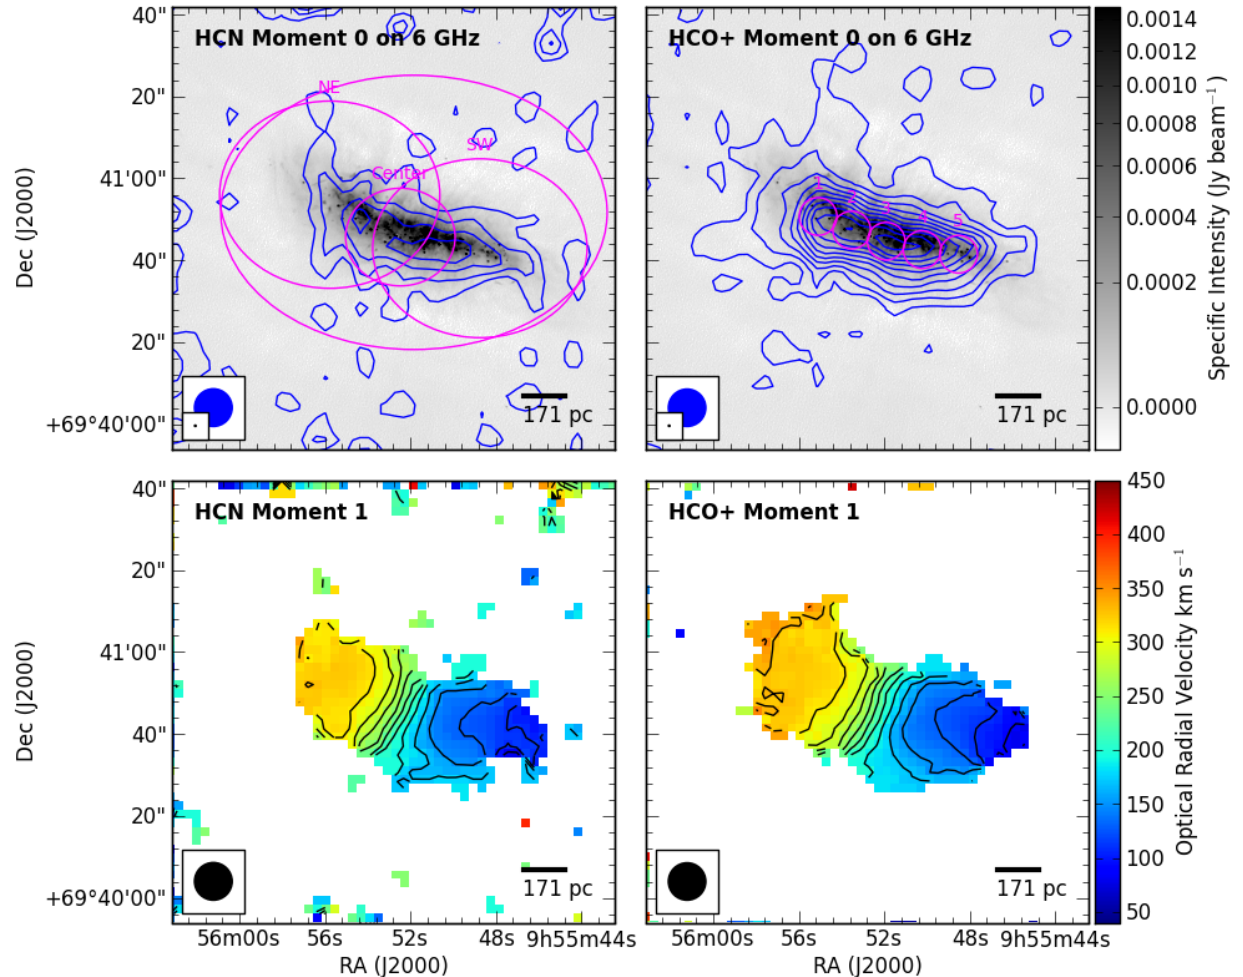 HCN Moment 0 on 6 GHz
HCO+ Moment 0 on 6 GHz
40"
20"
41'00"
40"
20"
+69°40'00"
Dec (J2000)
NE
SW
Center
171 pc
1
2
3
4
5
171 pc
0.0014
0.0012
0.0010
0.0008
0.0006
0.0004
0.0002
0.0000
Specific Intensity (Jy beam⁻¹)
HCN Moment 1
HCO+ Moment 1
40"
20"
41'00"
40"
20"
+69°40'00"
Dec (J2000)
171 pc
171 pc
450
400
350
300
250
200
150
100
50
Optical Radial Velocity km s⁻¹
56m00s
56s
52s
48s
9h55m44s
RA (J2000)
56m00s
56s
52s
48s
9h55m44s
RA (J2000)